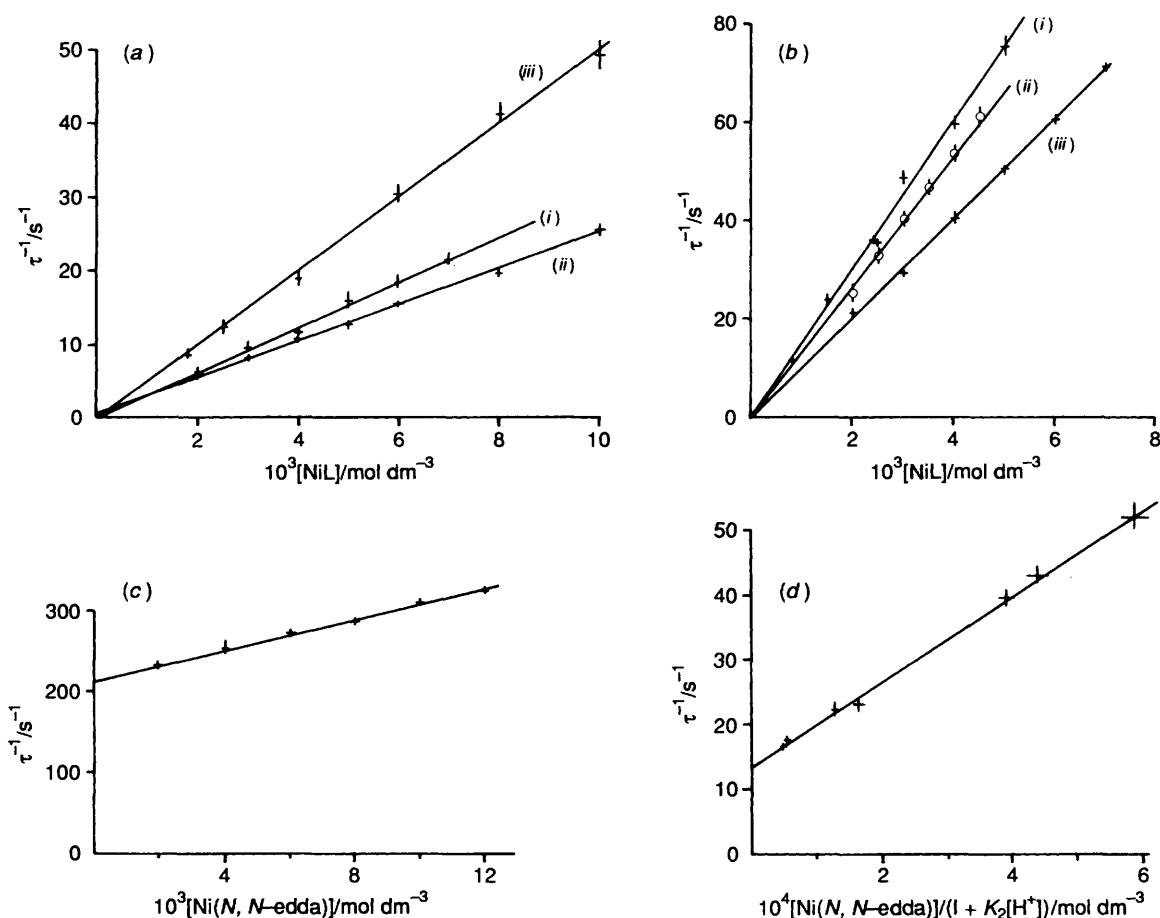 (a)
50
40
30
20
10
0
τ⁻¹/s⁻¹
(iii)
(i)
(ii)
2 4 6 8 10
10³[NiL]/mol dm⁻³
(b)
80
60
40
20
0
τ⁻¹/s⁻¹
(i)
(ii)
(iii)
2 4 6 8
10³[NiL]/mol dm⁻³
(c)
300
200
100
0
τ⁻¹/s⁻¹
4 8 12
10³[Ni(N, N–edda)]/mol dm⁻³
(d)
50
40
30
20
10
0
τ⁻¹/s⁻¹
2 4 6
10⁴[Ni(N, N–edda)]/(I + K₂[H⁺])/mol dm⁻³